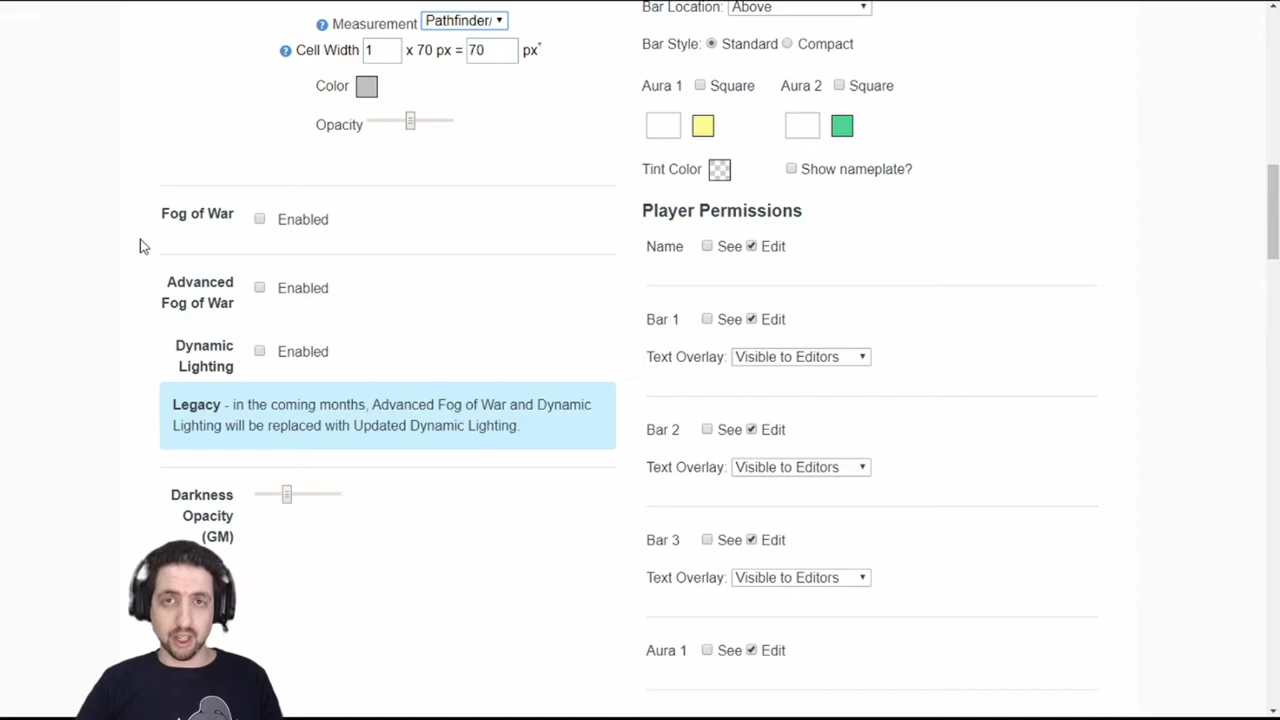 Measurement Pathfinder/
Cell Width 1 x 70 px = 70 px*
Color
Opacity
Fog of War Enabled
Advanced
Fog of War
Enabled
Dynamic
Lighting
Enabled
Legacy - in the coming months, Advanced Fog of War and Dynamic
Lighting will be replaced with Updated Dynamic Lighting.
Darkness
Opacity
(GM)
Bar Location: Above
Bar Style: Standard Compact
Aura 1 Square Aura 2 Square
Tint Color Show nameplate?
Player Permissions
Name See Edit
Bar 1 See Edit
Text Overlay: Visible to Editors
Bar 2 See Edit
Text Overlay: Visible to Editors
Bar 3 See Edit
Text Overlay: Visible to Editors
Aura 1 See Edit